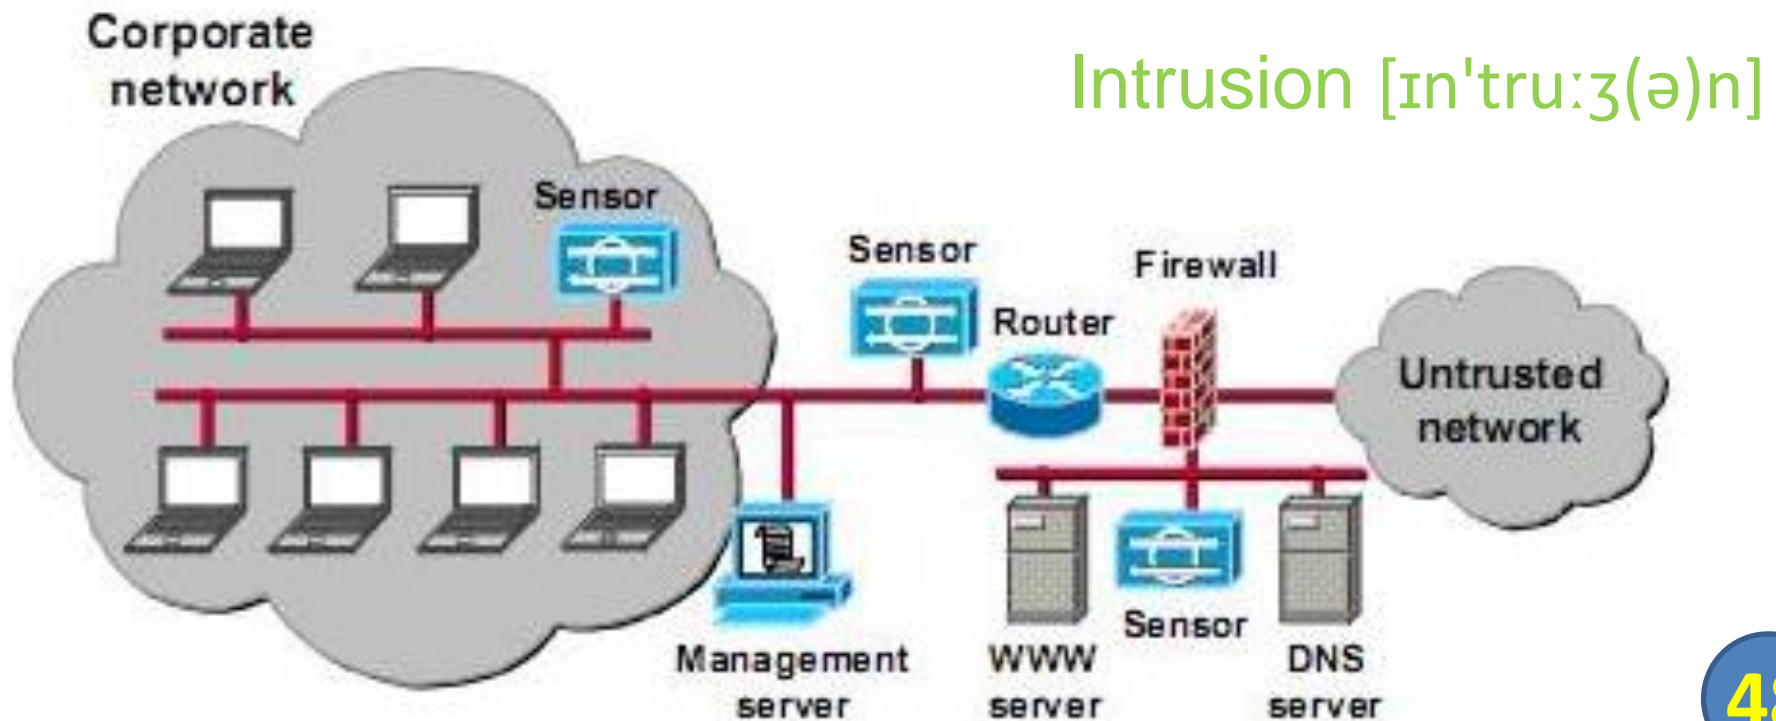 Corporate
network
Intrusion [ɪn'truːʒ(ə)n]
Sensor
Sensor
Firewall
Router
Untrusted
network
Sensor
Management
server
WWW
server
DNS
server